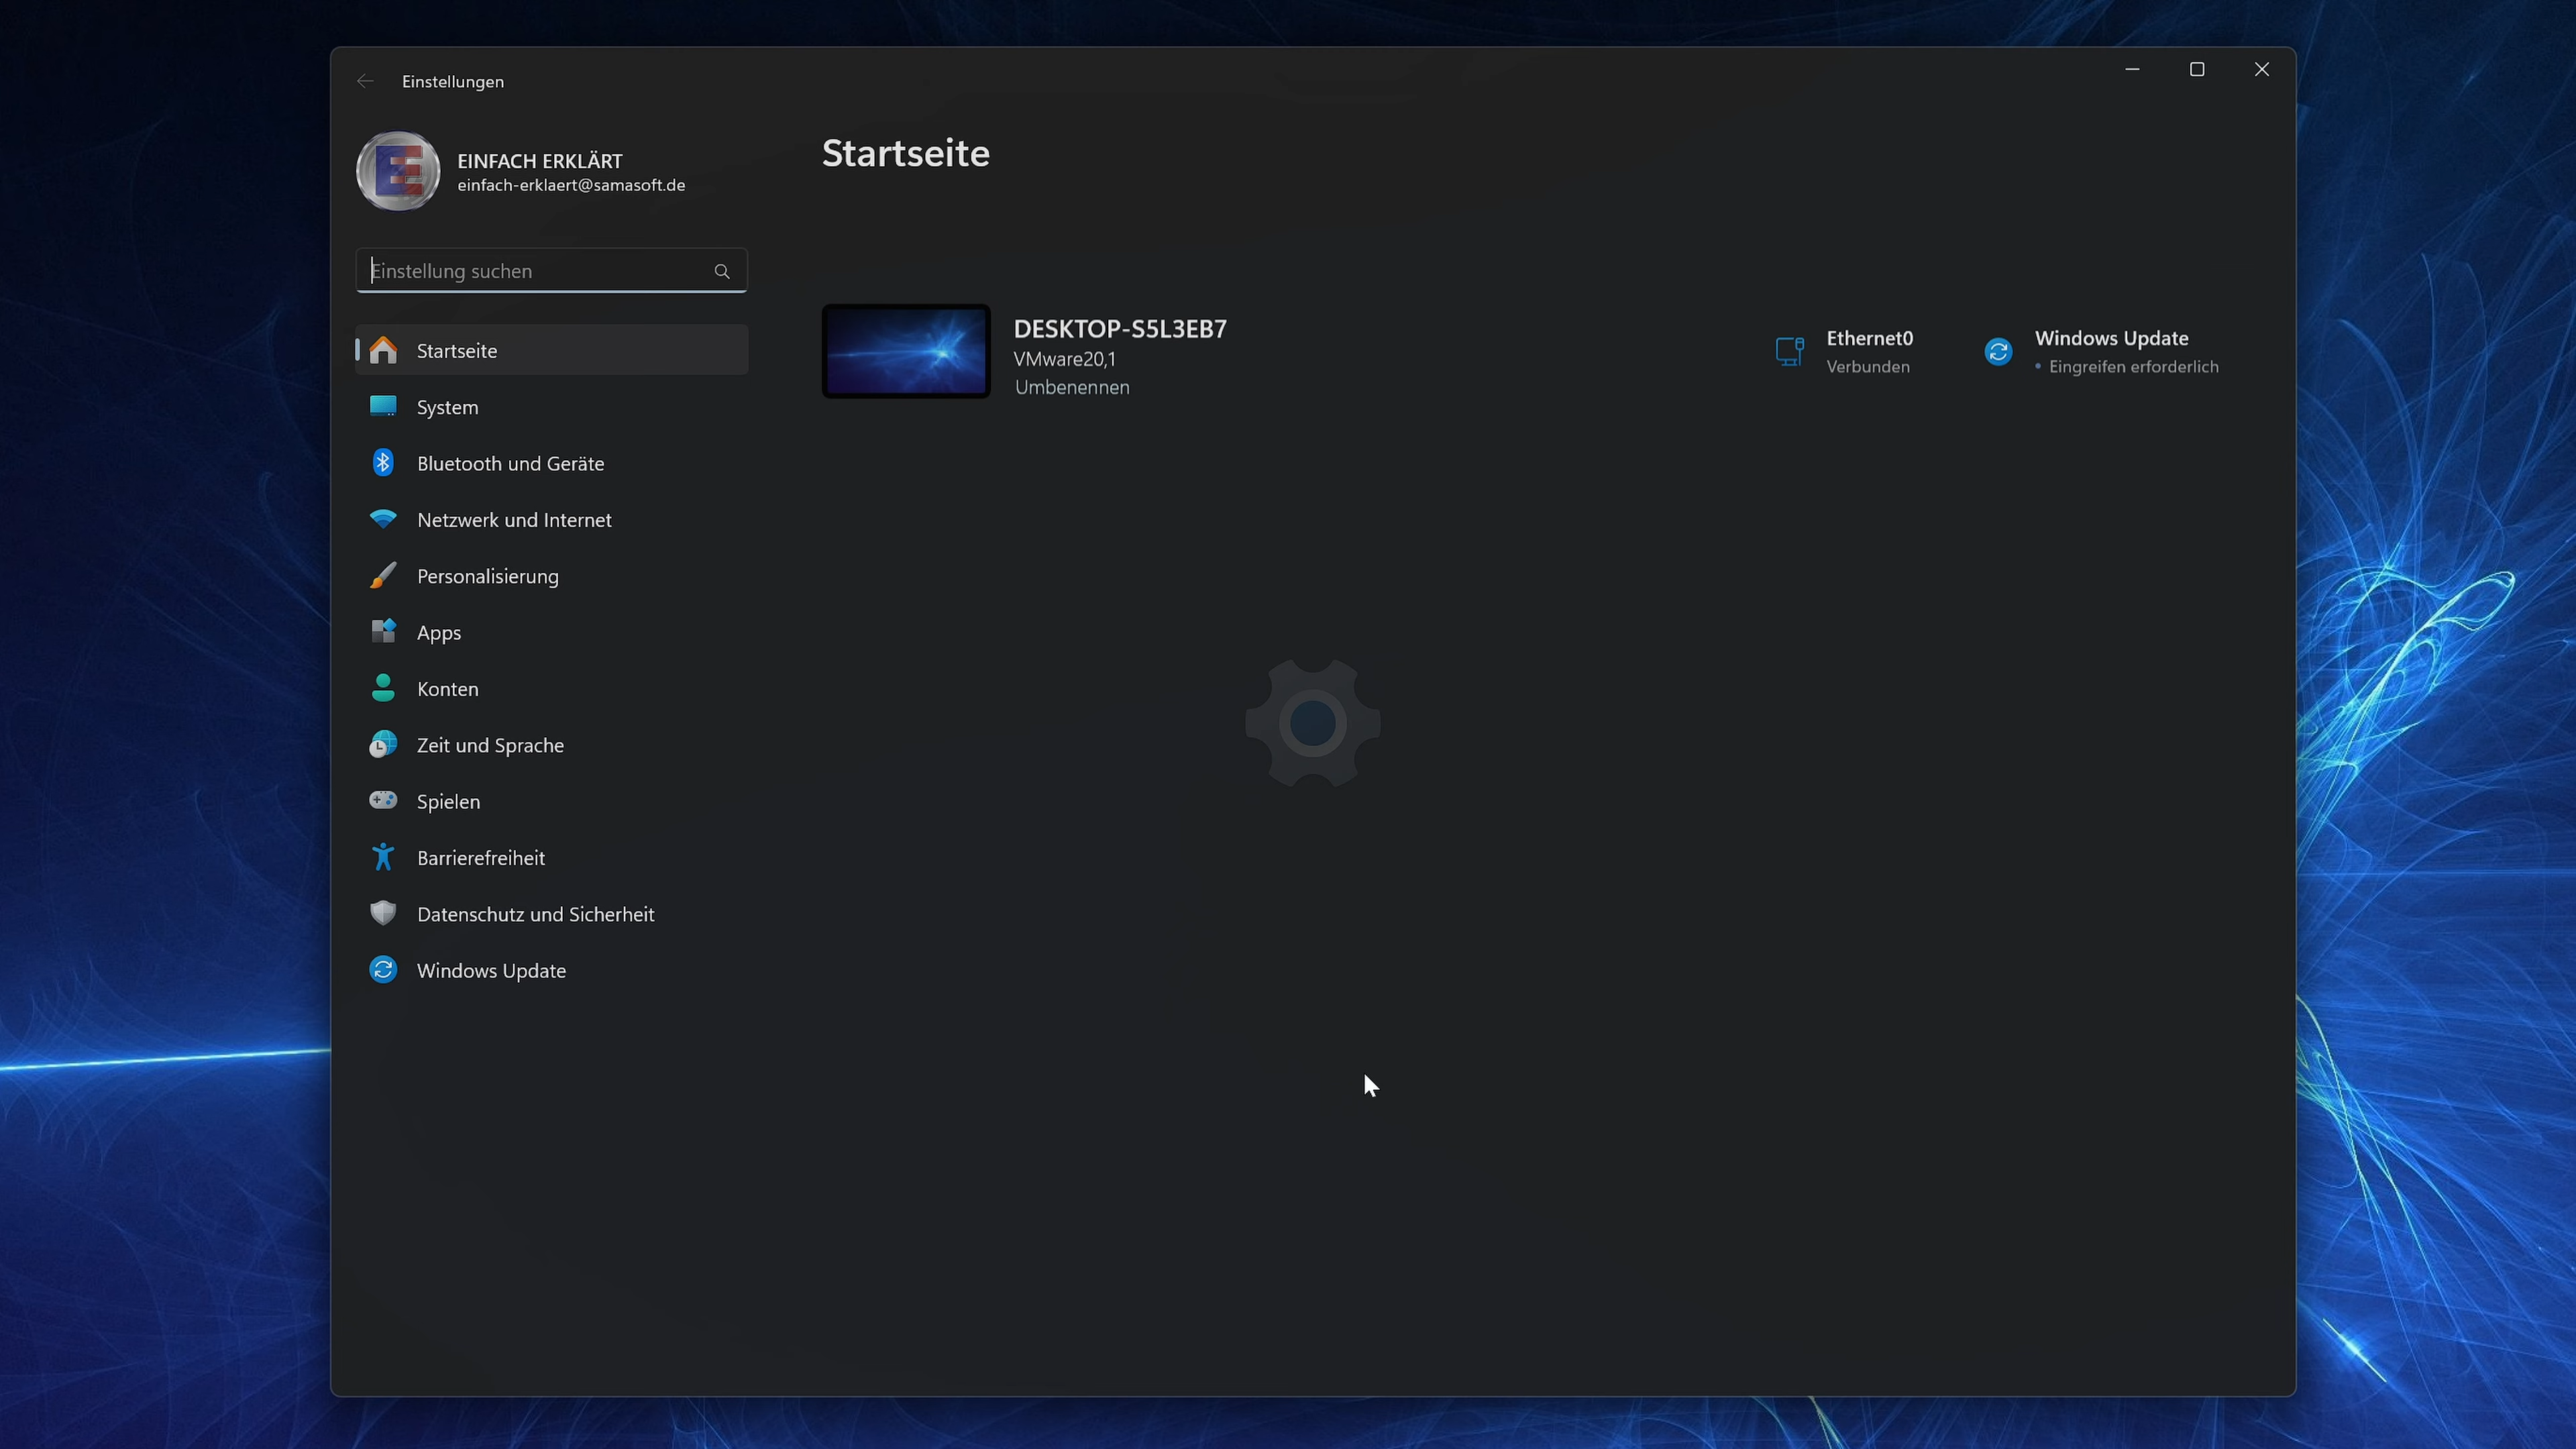 Einstellungen
EINFACH ERKLÄRT
einfach-erklaert@samasoft.de
Einstellung suchen
Startseite
System
Bluetooth und Geräte
Netzwerk und Internet
Personalisierung
Apps
Konten
Zeit und Sprache
Spielen
Barrierefreiheit
Datenschutz und Sicherheit
Windows Update
Startseite
DESKTOP-S5L3EB7
VMware20,1
Umbenennen
Ethernet0
Verbunden
Windows Update
• Eingreifen erforderlich